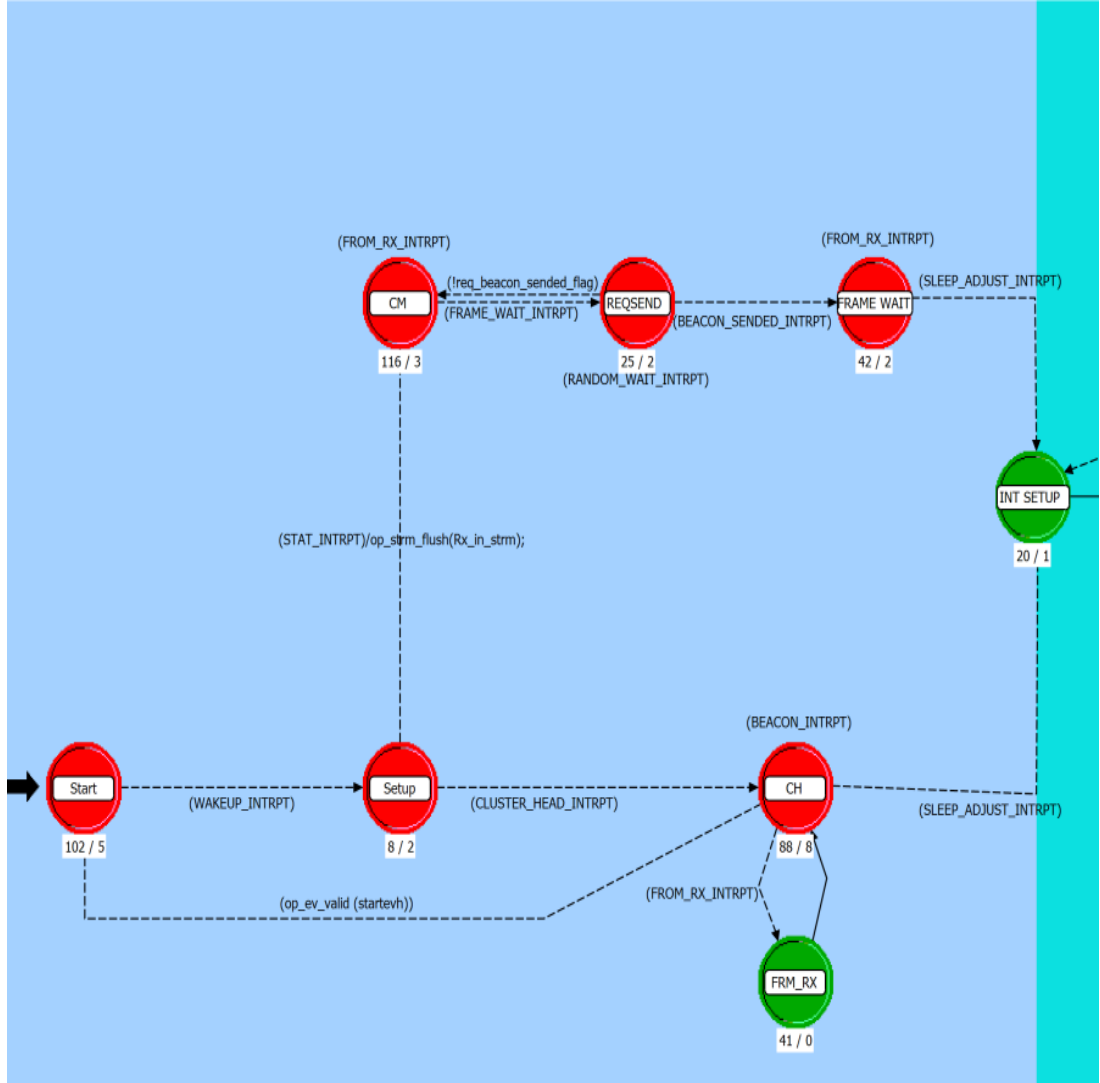 (FROM_RX_INTRPT)
(FROM_RX_INTRPT)
(!req_beacon_sended_flag)
(SLEEP_ADJUST_INTRPT)
CM
REQSEND
FRAME WAIT
(FRAME_WAIT_INTRPT)
(BEACON_SENDED_INTRPT)
116 / 3
25 / 2
42 / 2
(RANDOM_WAIT_INTRPT)
INT SETUP
(STAT_INTRPT)/op_strm_flush(Rx_in_strm);
20 / 1
(BEACON_INTRPT)
Start
Setup
CH
(WAKEUP_INTRPT)
(CLUSTER_HEAD_INTRPT)
(SLEEP_ADJUST_INTRPT)
102 / 5
8 / 2
88 / 8
(FROM_RX_INTRPT)
(op_ev_valid (startevh))
FRM_RX
41 / 0